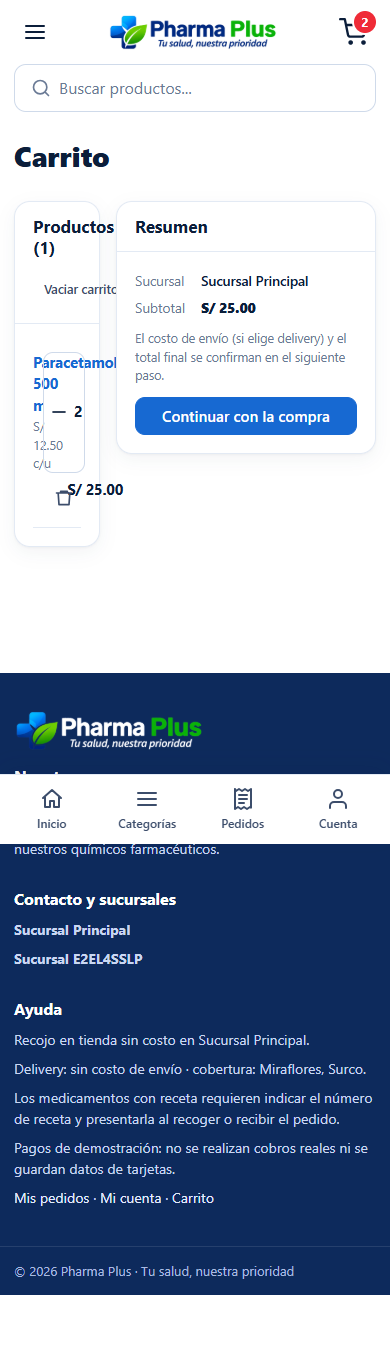 Pharma Plus
Tu salud, nuestra prioridad
2
Buscar productos...
Carrito
Productos
(1)
Vaciar carrito
Paracetamol
500
S/
12.50
c/u
2
S/ 25.00
Resumen
Sucursal Sucursal Principal
Subtotal S/ 25.00
El costo de envío (si elige delivery) y el
total final se confirman en el siguiente
paso.
Continuar con la compra
Pharma Plus
Tu salud, nuestra prioridad
Inicio
Categorías
Pedidos
Cuenta
nuestros químicos farmacéuticos.
Contacto y sucursales
Sucursal Principal
Sucursal E2EL4SSLP
Ayuda
Recojo en tienda sin costo en Sucursal Principal.
Delivery: sin costo de envío · cobertura: Miraflores, Surco.
Los medicamentos con receta requieren indicar el número
de receta y presentarla al recoger o recibir el pedido.
Pagos de demostración: no se realizan cobros reales ni se
guardan datos de tarjetas.
Mis pedidos · Mi cuenta · Carrito
© 2026 Pharma Plus · Tu salud, nuestra prioridad